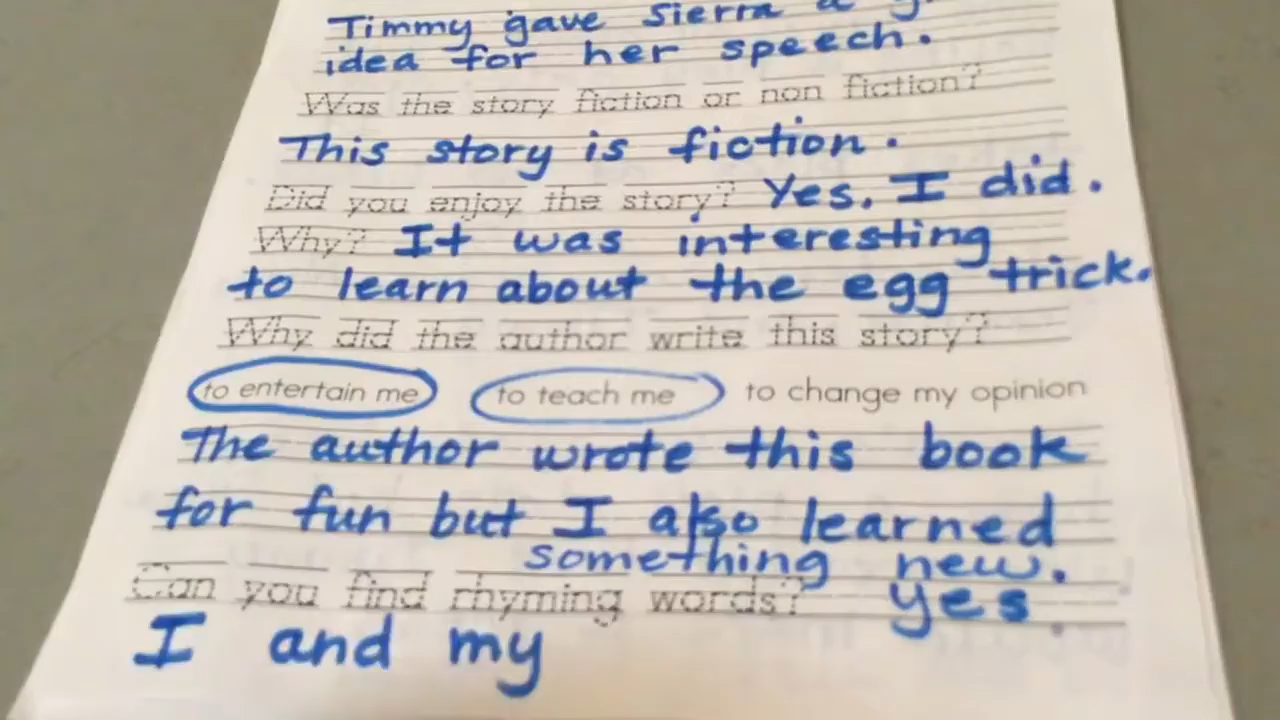 Timmy gave Sierra a
idea for her speech.
Was the story fiction or non fiction?
This story is fiction.
Did you enjoy the story? Yes. I did.
Why? It was interesting
to learn about the egg trick.
Why did the author write this story?
to entertain me to teach me to change my opinion
The author wrote this book
for fun but I also learned
something new.
Can you find rhyming words? yes.
I and my